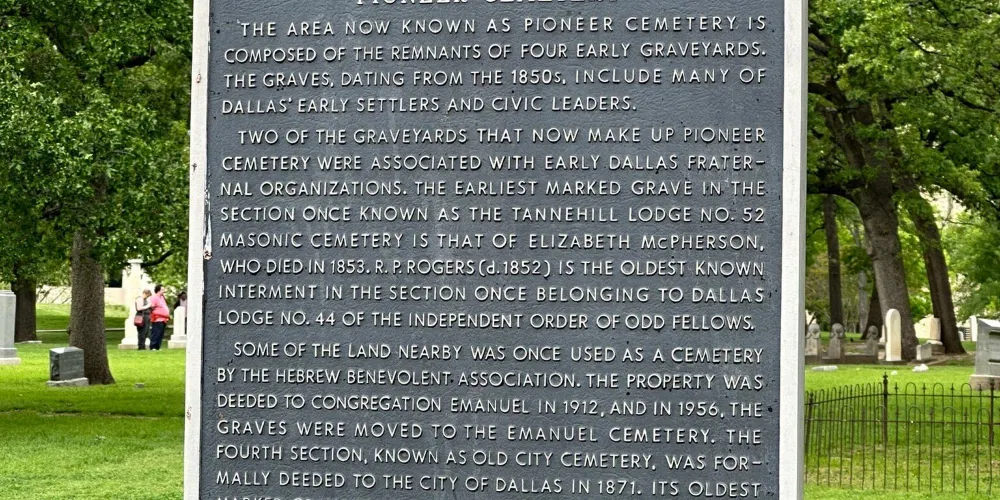 PIONEER CEMETERY
THE AREA NOW KNOWN AS PIONEER CEMETERY IS
COMPOSED OF THE REMNANTS OF FOUR EARLY GRAVEYARDS.
THE GRAVES, DATING FROM THE 1850s, INCLUDE MANY OF
DALLAS' EARLY SETTLERS AND CIVIC LEADERS.
TWO OF THE GRAVEYARDS THAT NOW MAKE UP PIONEER
CEMETERY WERE ASSOCIATED WITH EARLY DALLAS FRATER-
NAL ORGANIZATIONS. THE EARLIEST MARKED GRAVE IN THE
SECTION ONCE KNOWN AS THE TANNEHILL LODGE NO. 52
MASONIC CEMETERY IS THAT OF ELIZABETH McPHERSON,
WHO DIED IN 1853. R. P. ROGERS (d. 1852) IS THE OLDEST KNOWN
INTERMENT IN THE SECTION ONCE BELONGING TO DALLAS
LODGE NO. 44 OF THE INDEPENDENT ORDER OF ODD FELLOWS.
SOME OF THE LAND NEARBY WAS ONCE USED AS A CEMETERY
BY THE HEBREW BENEVOLENT ASSOCIATION. THE PROPERTY WAS
DEEDED TO CONGREGATION EMANUEL IN 1912, AND IN 1956, THE
GRAVES WERE MOVED TO THE EMANUEL CEMETERY. THE
FOURTH SECTION, KNOWN AS OLD CITY CEMETERY, WAS FOR-
MALLY DEEDED TO THE CITY OF DALLAS IN 1871. ITS OLDEST